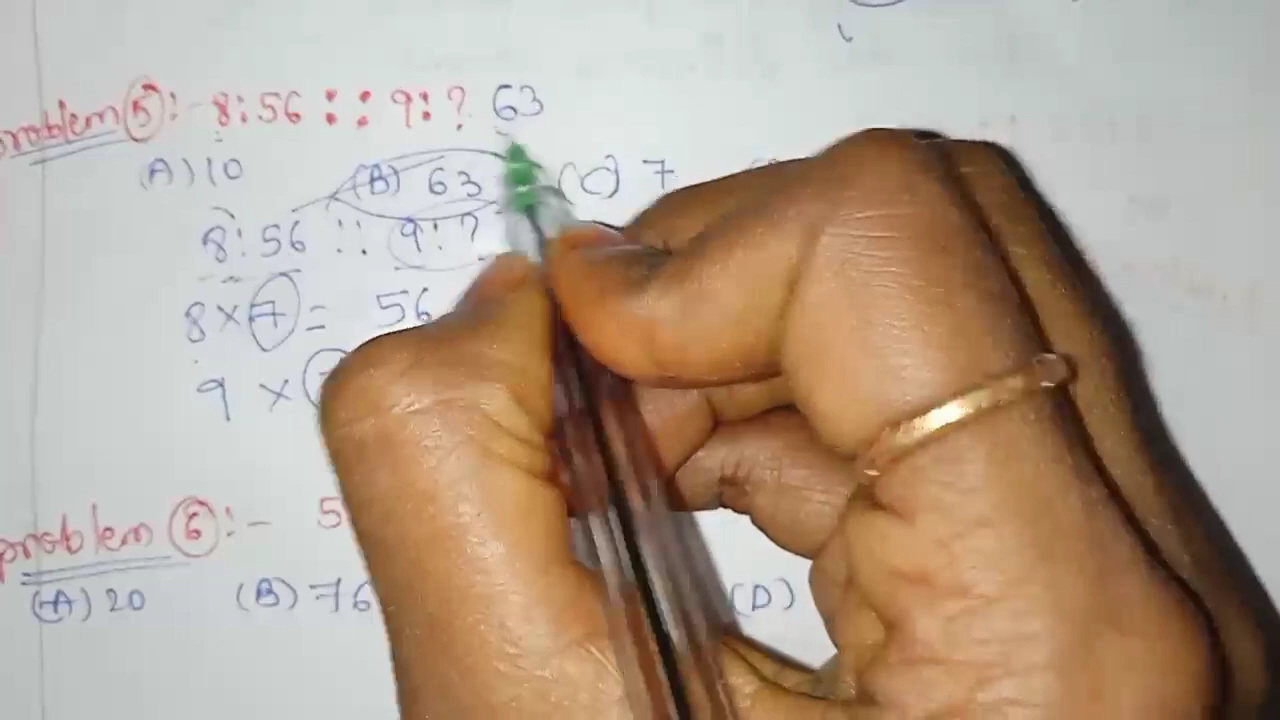 problem 5:- 8:56 :: 9:? 63
(A) 10 (B) 63 (C) 7
8:56 :: 9:?
8 × 7 = 56
9 ×
problem 6:- 5
(A) 20 (B) 76 (D)